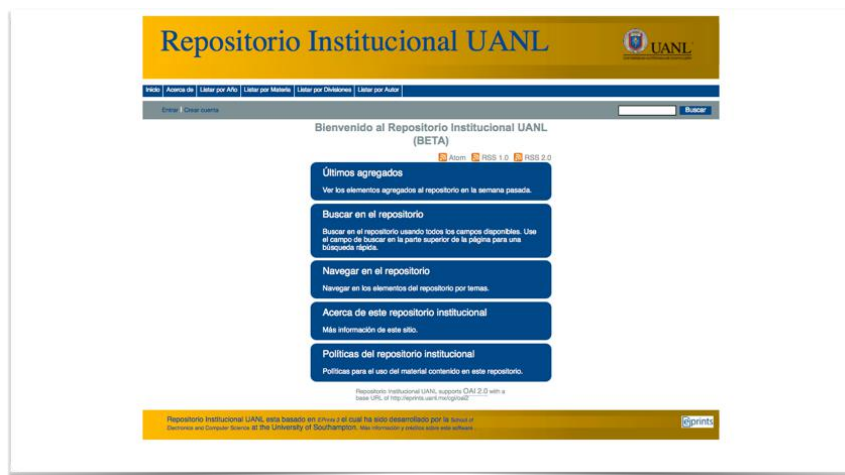 Repositorio Institucional UANL
UANL
Inicio Acerca de Listar por Año Listar por Materia Listar por Divisiones Listar por Autor
Entrar Crear cuenta
Buscar
Bienvenido al Repositorio Institucional UANL
(BETA)
Atom RSS 1.0 RSS 2.0
Últimos agregados
Ver los elementos agregados al repositorio en la semana pasada.
Buscar en el repositorio
Buscar en el repositorio usando todos los campos disponibles. Use
el campo de buscar en la parte superior de la página para una
búsqueda rápida.
Navegar en el repositorio
Navegar en los elementos del repositorio por temas.
Acerca de este repositorio institucional
Más información de este sitio.
Políticas del repositorio institucional
Políticas para el uso del material contenido en este repositorio.
Repositorio Institucional UANL supports OAI 2.0 with a
base URL of http://eprints.uanl.mx/cgi/oai2
Repositorio Institucional UANL esta basado en EPrints 3 el cual ha sido desarrollado por la School of
Electronics and Computer Science at the University of Southampton. Más información y créditos sobre este software.
eprints